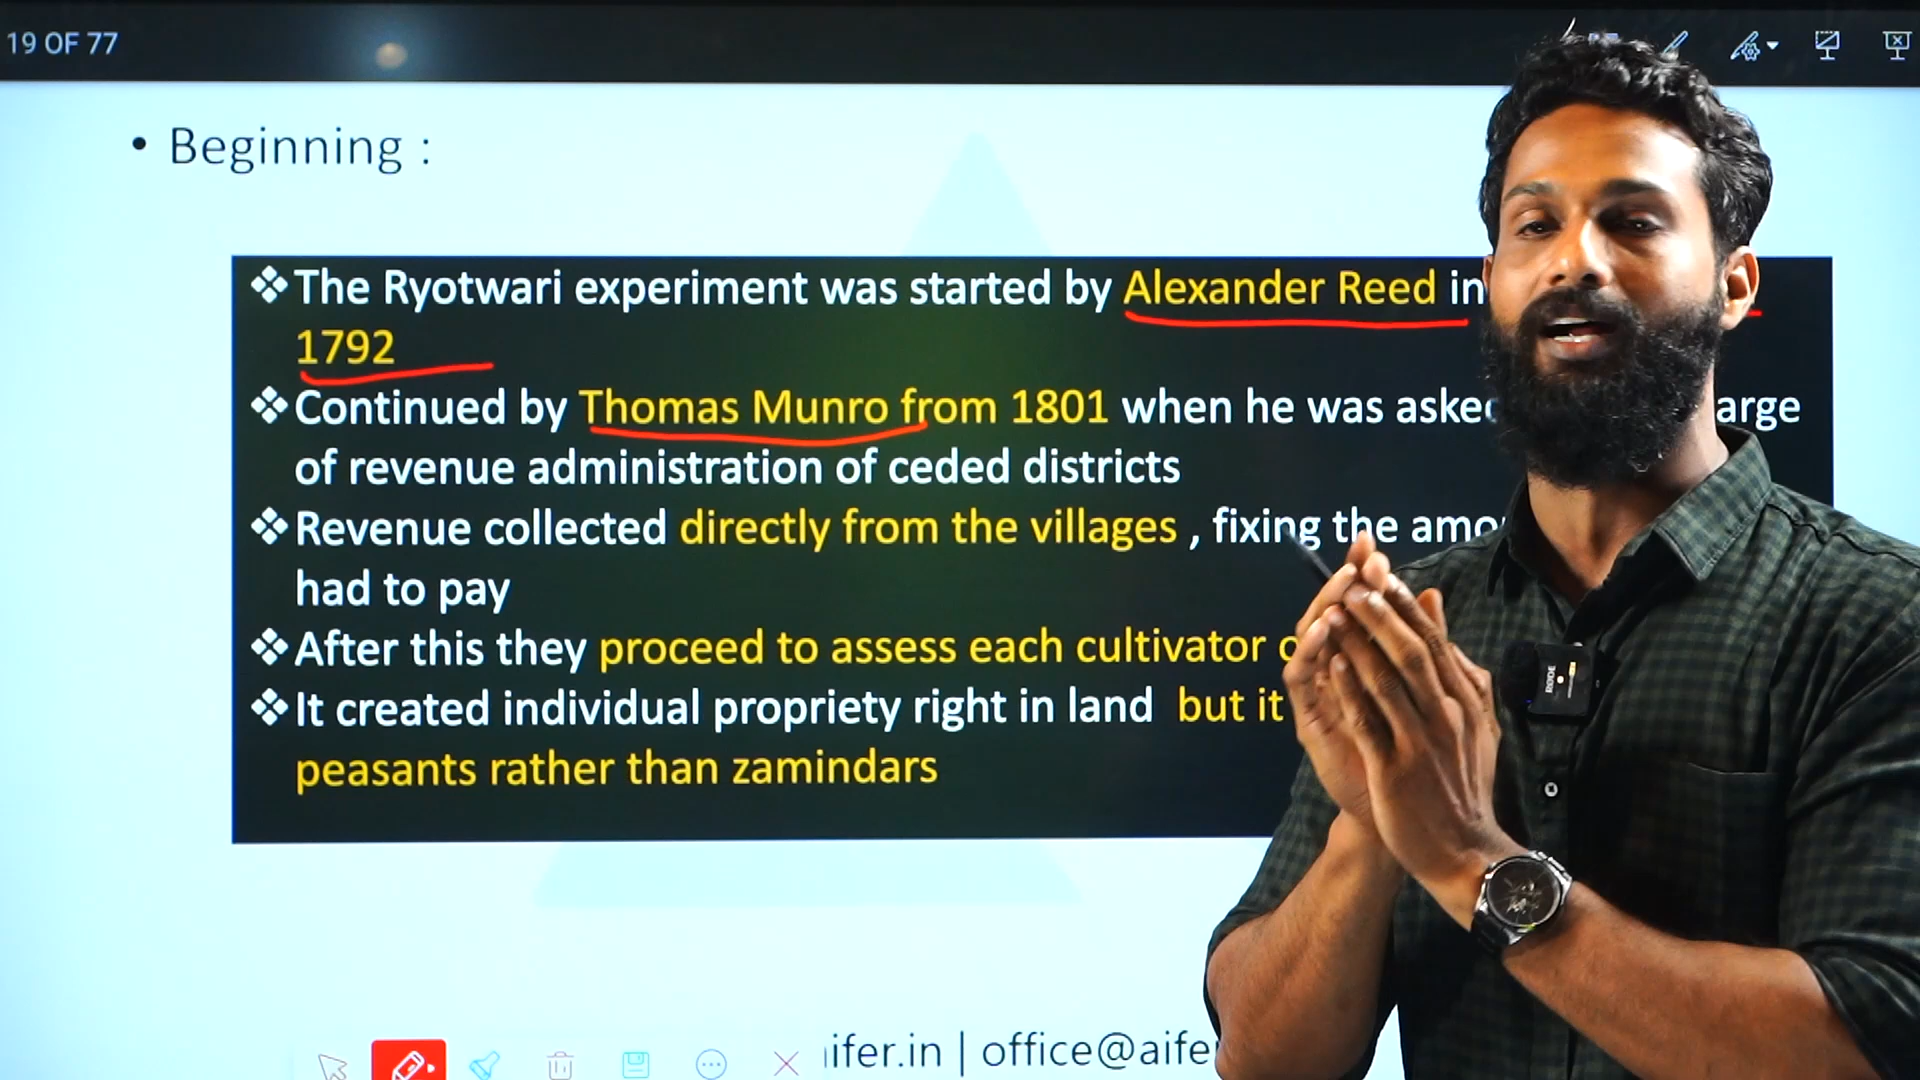 19 OF 77
• Beginning :
❖The Ryotwari experiment was started by Alexander Reed in
1792
❖Continued by Thomas Munro from 1801 when he was asked arge
of revenue administration of ceded districts
❖Revenue collected directly from the villages , fixing the
had to pay
❖After this they proceed to assess each cultivator
❖It created individual propriety right in land but it
peasants rather than zamindars
ifer.in | office@aife
RODE